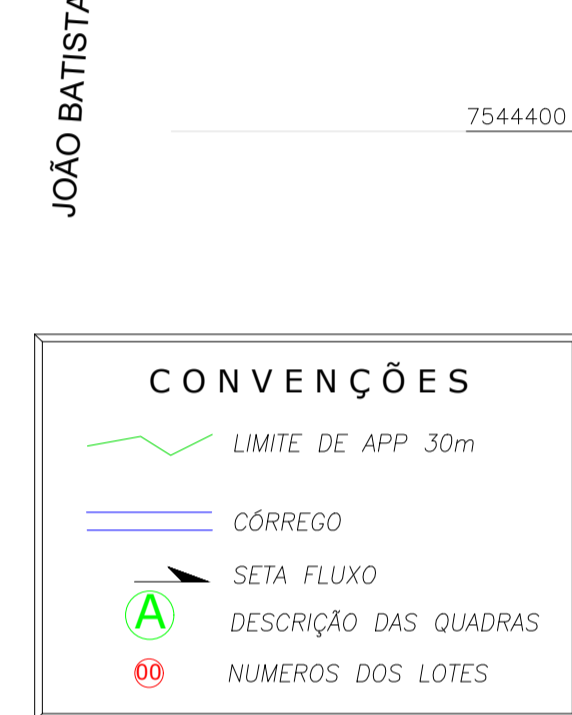 JOÃO BATISTA
7544400
CONVENÇÕES
LIMITE DE APP 30m
CÓRREGO
SETA FLUXO
A DESCRIÇÃO DAS QUADRAS
00 NUMEROS DOS LOTES